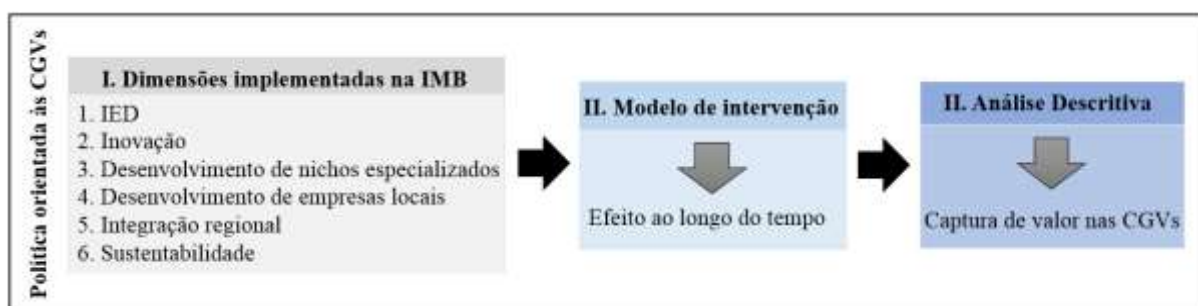 Política orientada às CGVs
I. Dimensões implementadas na IMB
1. IED
2. Inovação
3. Desenvolvimento de nichos especializados
4. Desenvolvimento de empresas locais
5. Integração regional
6. Sustentabilidade
II. Modelo de intervenção
Efeito ao longo do tempo
II. Análise Descritiva
Captura de valor nas CGVs